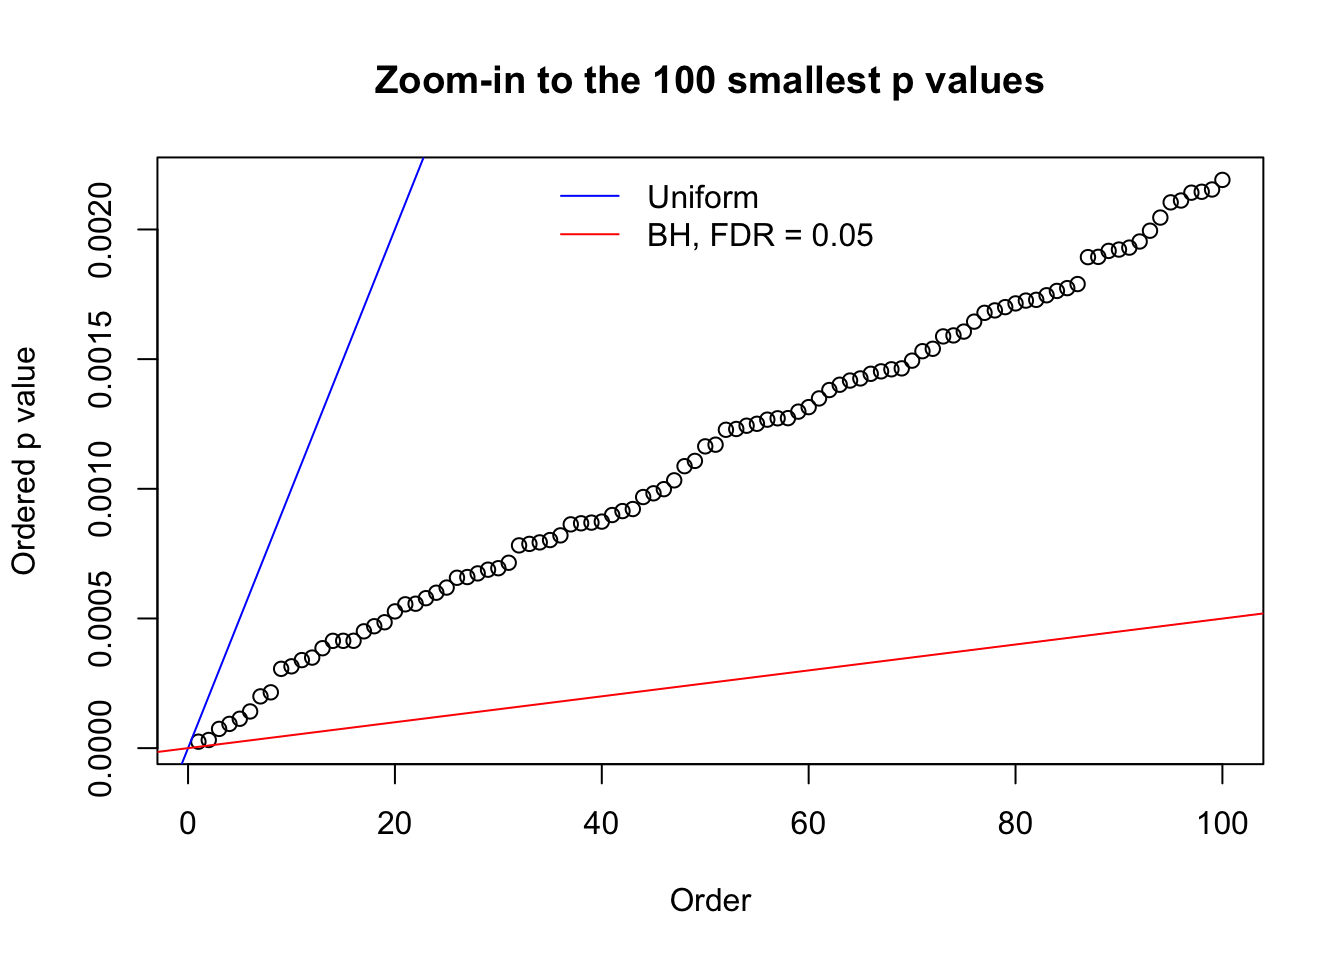 Zoom-in to the 100 smallest p values
Uniform
BH, FDR = 0.05
Ordered p value
0.0020
0.0015
0.0010
0.0005
0.0000
0 20 40 60 80 100
Order